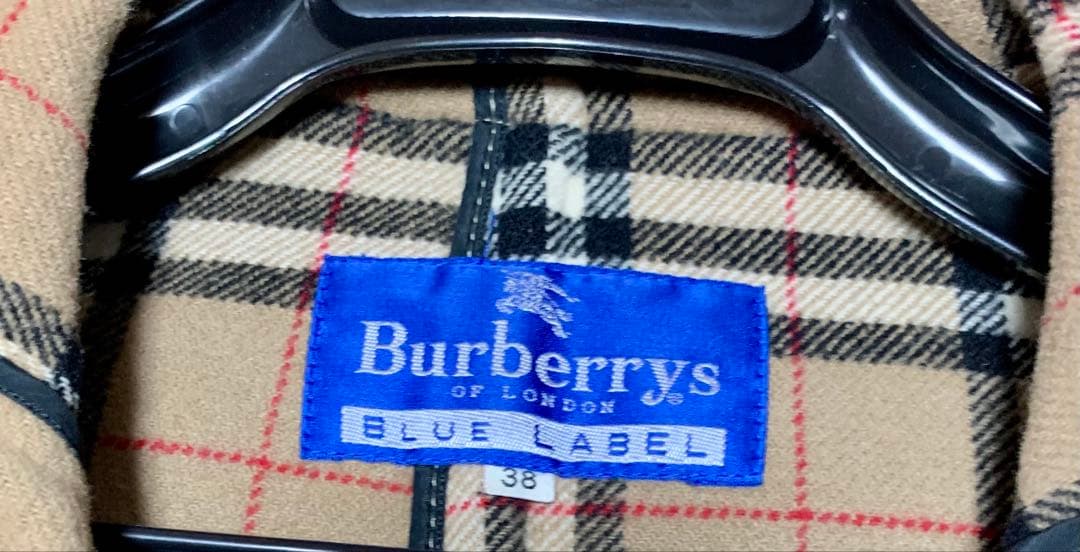 Burberrys®
OF LONDON
BLUE LABEL
38